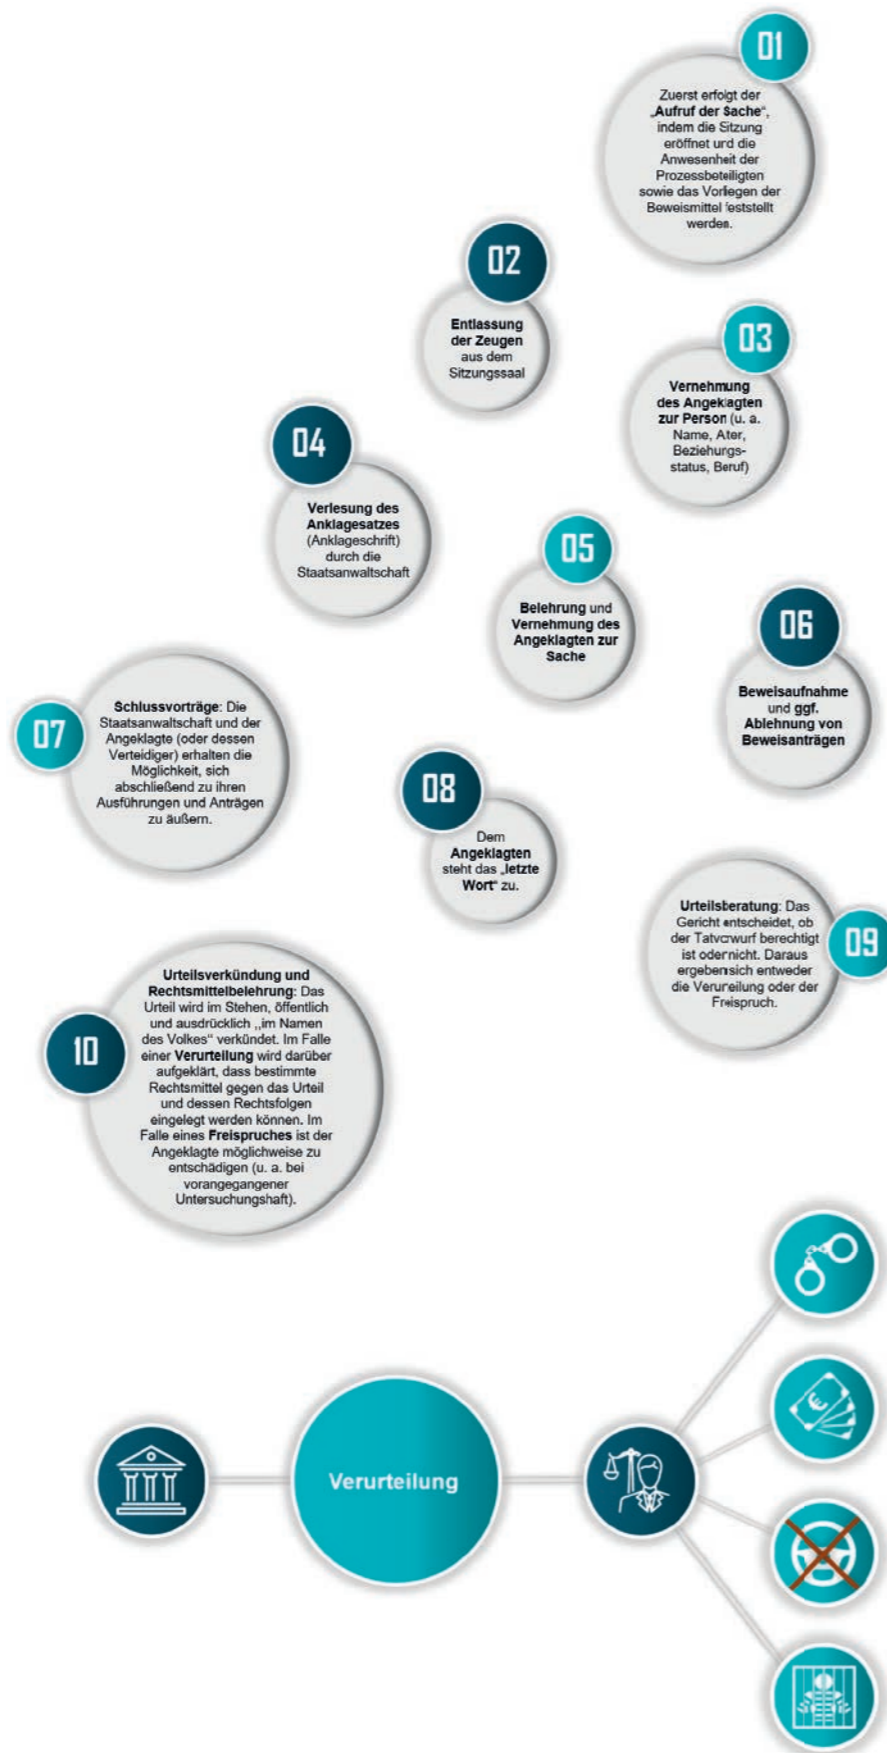 01
Zuerst erfolgt der
„Aufruf der Sache“,
indem die Sitzung
eröffnet und die
Anwesenheit der
Prozessbeteiligten
sowie das Vorliegen der
Beweismittel feststellt
werden.
02
Entlassung
der Zeugen
aus dem
Sitzungssaal
03
Vernehmung
des Angeklagten
zur Person (u. a.
Name, Ater,
Beziehungs-
status, Beruf)
04
Verlesung des
Anklagesatzes
(Anklageschrift)
durch die
Staatsanwaltschaft
05
Belehrung und
Vernehmung des
Angeklagten zur
Sache
06
Beweisaufnahme
und ggf.
Ablehnung von
Beweisanträgen
07
Schlussvorträge: Die
Staatsanwaltschaft und der
Angeklagte (oder dessen
Verteidiger) erhalten die
Möglichkeit, sich
abschließend zu ihren
Ausführungen und Anträgen
zu äußern.
08
Dem
Angeklagten
steht das „letzte
Wort“ zu.
09
Urteilsberatung: Das
Gericht entscheidet, ob
der Tatvorwurf berechtigt
ist oder nicht. Daraus
ergeben sich entweder
die Verurteilung oder der
Freispruch.
10
Urteilsverkündung und
Rechtsmittelbelehrung: Das
Urteil wird im Stehen, öffentlich
und ausdrücklich „im Namen
des Volkes“ verkündet. Im Falle
einer Verurteilung wird darüber
aufgeklärt, dass bestimmte
Rechtsmittel gegen das Urteil
und dessen Rechtsfolgen
eingelegt werden können. Im
Falle eines Freispruches ist der
Angeklagte möglichweise zu
entschädigen (u. a. bei
vorangegangener
Untersuchungshaft).
Verurteilung
€